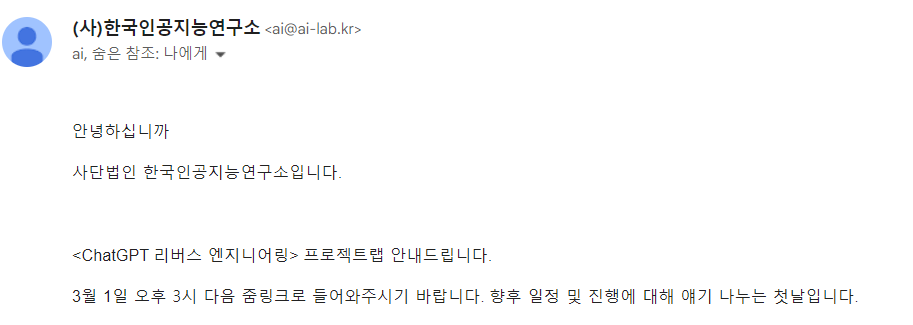 (사)한국인공지능연구소 <ai@ai-lab.kr>
ai, 숨은 참조: 나에게
안녕하십니까
사단법인 한국인공지능연구소입니다.
<ChatGPT 리버스 엔지니어링> 프로젝트랩 안내드립니다.
3월 1일 오후 3시 다음 줌링크로 들어와주시기 바랍니다. 향후 일정 및 진행에 대해 얘기 나누는 첫날입니다.